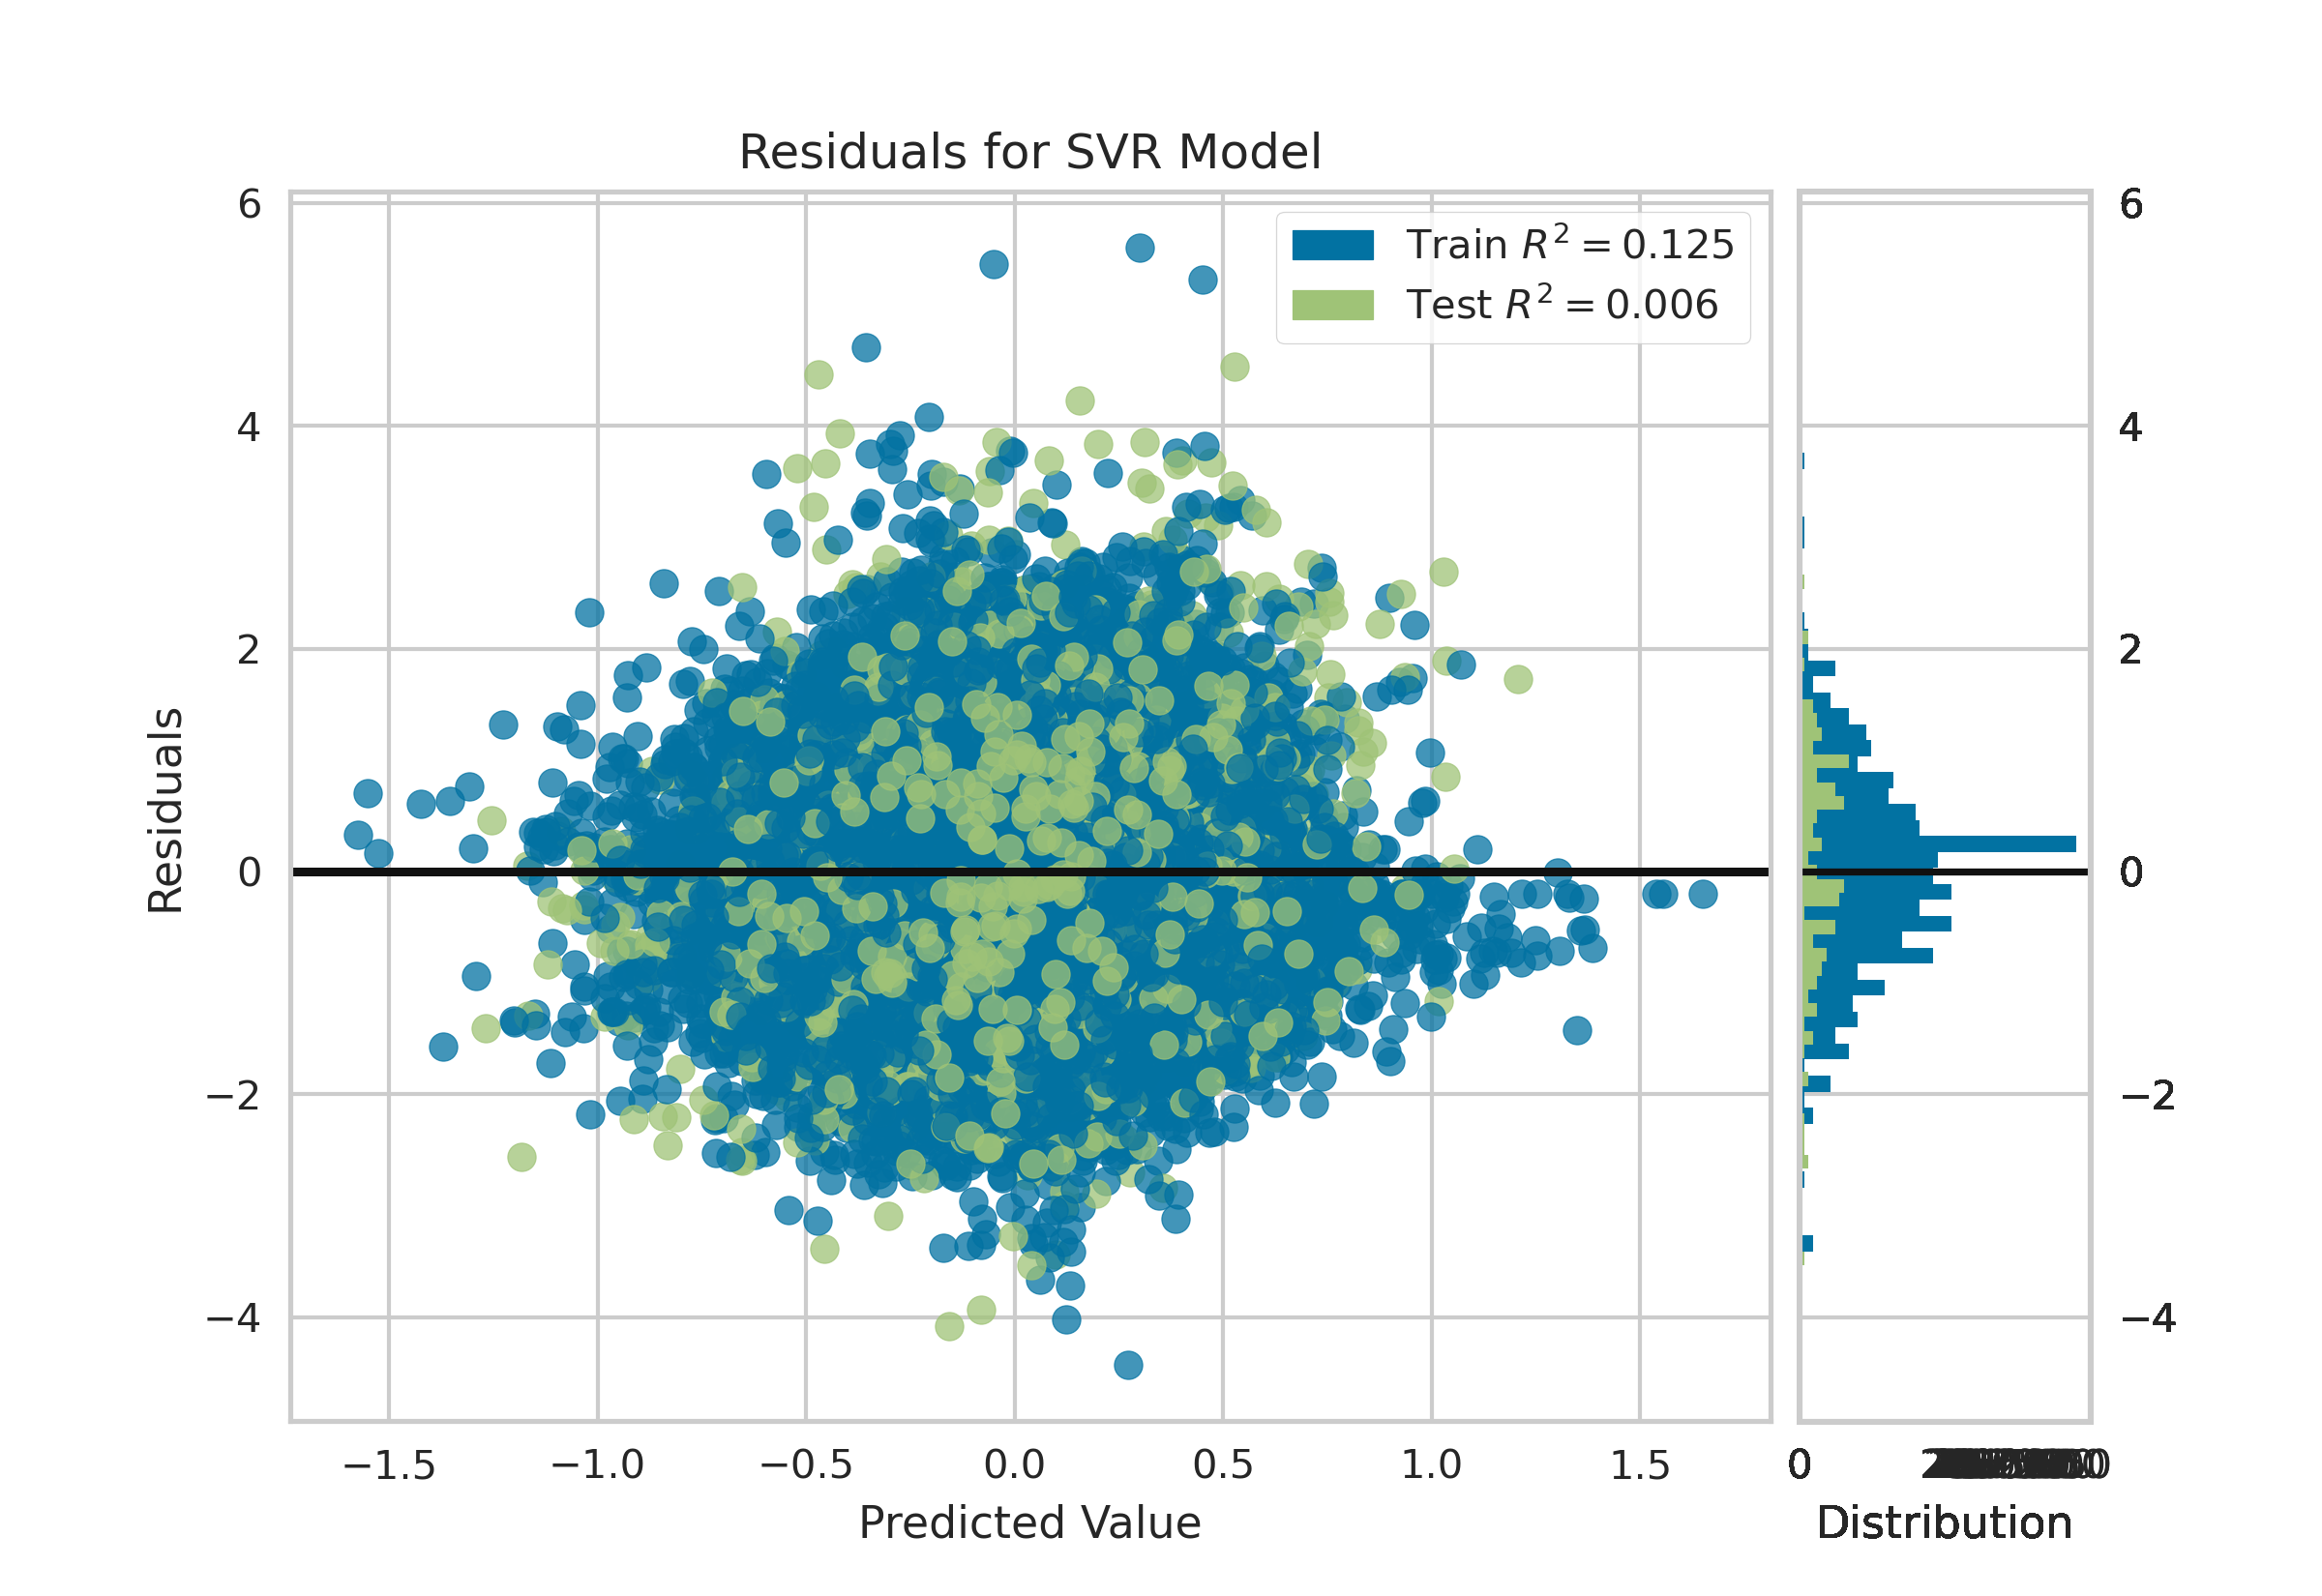 Residuals for SVR Model
Train R² = 0.125
Test R² = 0.006
Residuals
6
4
2
0
−2
−4
6
4
2
0
−2
−4
−1.5 −1.0 −0.5 0.0 0.5 1.0 1.5
0
Predicted Value
Distribution